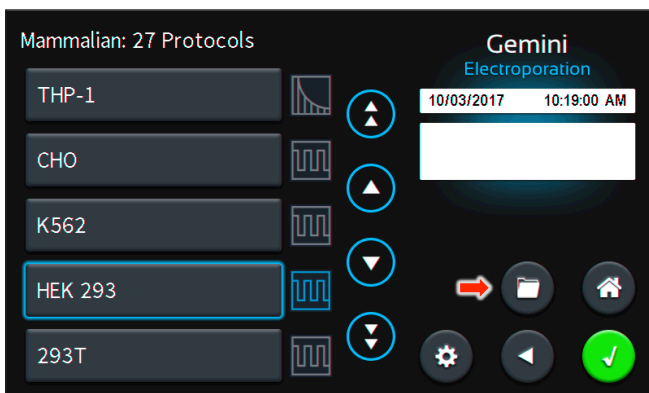 Mammalian: 27 Protocols
THP-1
CHO
K562
HEK 293
293T
Gemini
Electroporation
10/03/2017 10:19:00 AM